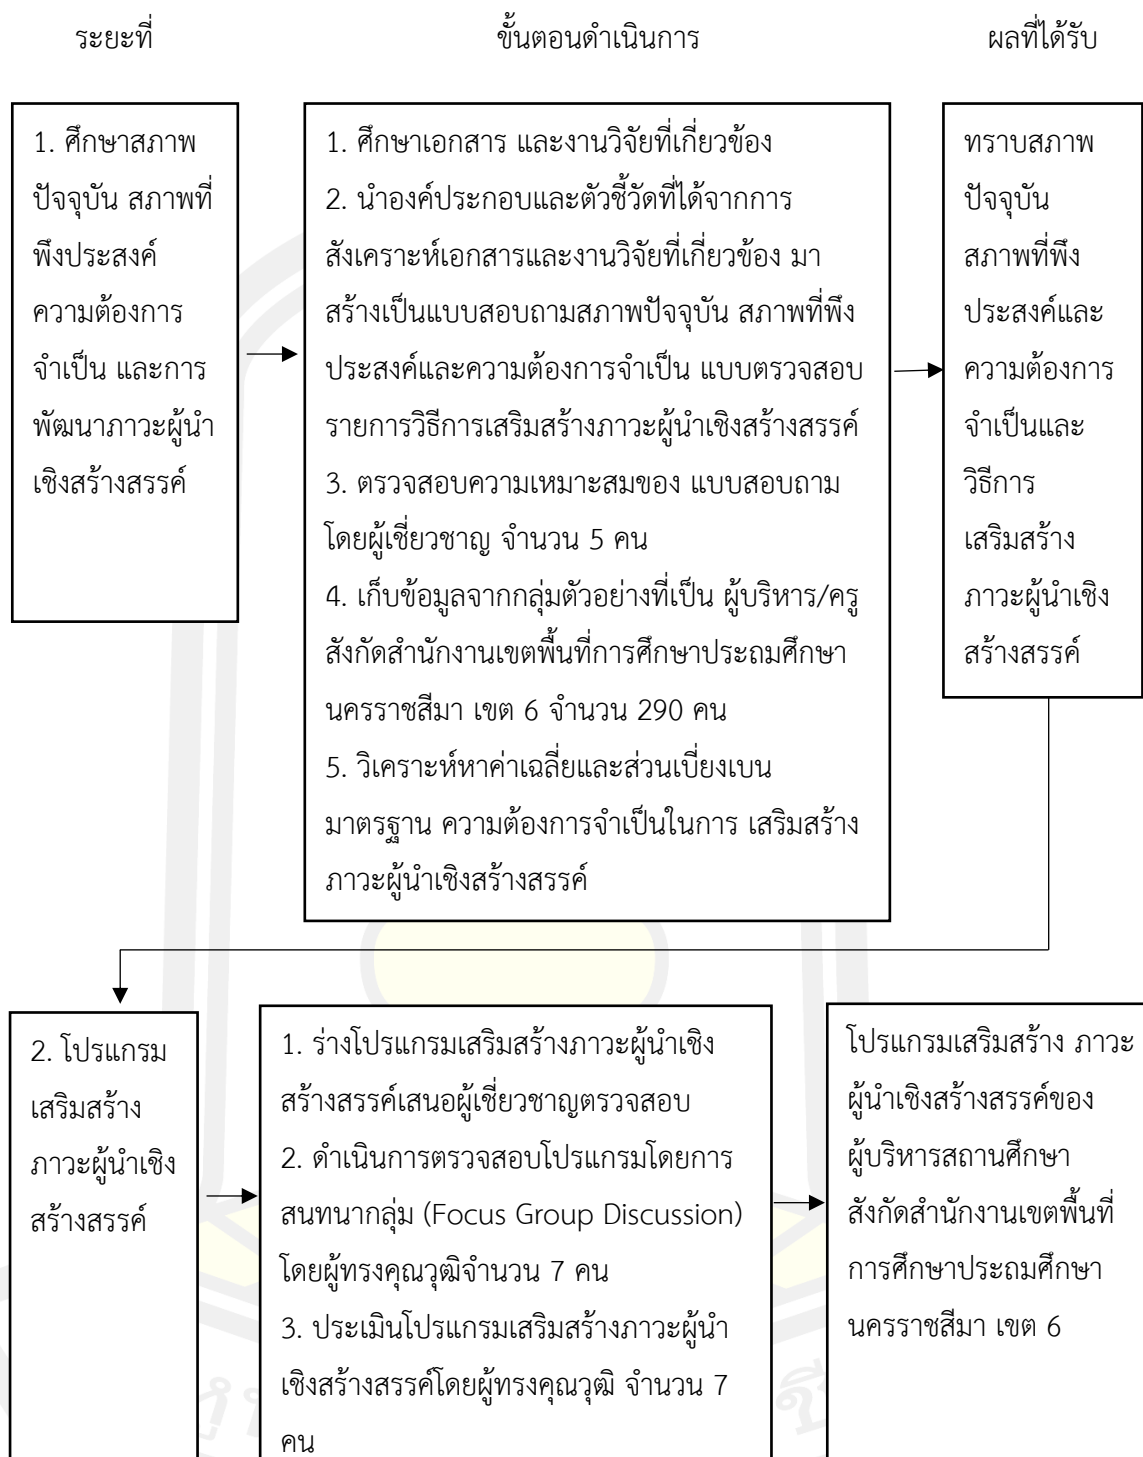 ระยะที่
ขั้นตอนดำเนินการ
ผลที่ได้รับ
1. ศึกษาสภาพ
ปัจจุบัน สภาพที่
พึงประสงค์
ความต้องการ
จำเป็น และการ
พัฒนาภาวะผู้นำ
เชิงสร้างสรรค์
1. ศึกษาเอกสาร และงานวิจัยที่เกี่ยวข้อง
2. นำองค์ประกอบและตัวชี้วัดที่ได้จากการ
สังเคราะห์เอกสารและงานวิจัยที่เกี่ยวข้อง มา
สร้างเป็นแบบสอบถามสภาพปัจจุบัน สภาพที่พึง
ประสงค์และความต้องการจำเป็น แบบตรวจสอบ
รายการวิธีการเสริมสร้างภาวะผู้นำเชิงสร้างสรรค์
3. ตรวจสอบความเหมาะสมของ แบบสอบถาม
โดยผู้เชี่ยวชาญ จำนวน 5 คน
4. เก็บข้อมูลจากกลุ่มตัวอย่างที่เป็น ผู้บริหาร/ครู
สังกัดสำนักงานเขตพื้นที่การศึกษาประถมศึกษา
นครราชสีมา เขต 6 จำนวน 290 คน
5. วิเคราะห์หาค่าเฉลี่ยและส่วนเบี่ยงเบน
มาตรฐาน ความต้องการจำเป็นในการ เสริมสร้าง
ภาวะผู้นำเชิงสร้างสรรค์
ทราบสภาพ
ปัจจุบัน
สภาพที่พึง
ประสงค์และ
ความต้องการ
จำเป็นและ
วิธีการ
เสริมสร้าง
ภาวะผู้นำเชิง
สร้างสรรค์
2. โปรแกรม
เสริมสร้าง
ภาวะผู้นำเชิง
สร้างสรรค์
1. ร่างโปรแกรมเสริมสร้างภาวะผู้นำเชิง
สร้างสรรค์เสนอผู้เชี่ยวชาญตรวจสอบ
2. ดำเนินการตรวจสอบโปรแกรมโดยการ
สนทนากลุ่ม (Focus Group Discussion)
โดยผู้ทรงคุณวุฒิจำนวน 7 คน
3. ประเมินโปรแกรมเสริมสร้างภาวะผู้นำ
เชิงสร้างสรรค์โดยผู้ทรงคุณวุฒิ จำนวน 7
คน
โปรแกรมเสริมสร้าง ภาวะ
ผู้นำเชิงสร้างสรรค์ของ
ผู้บริหารสถานศึกษา
สังกัดสำนักงานเขตพื้นที่
การศึกษาประถมศึกษา
นครราชสีมา เขต 6